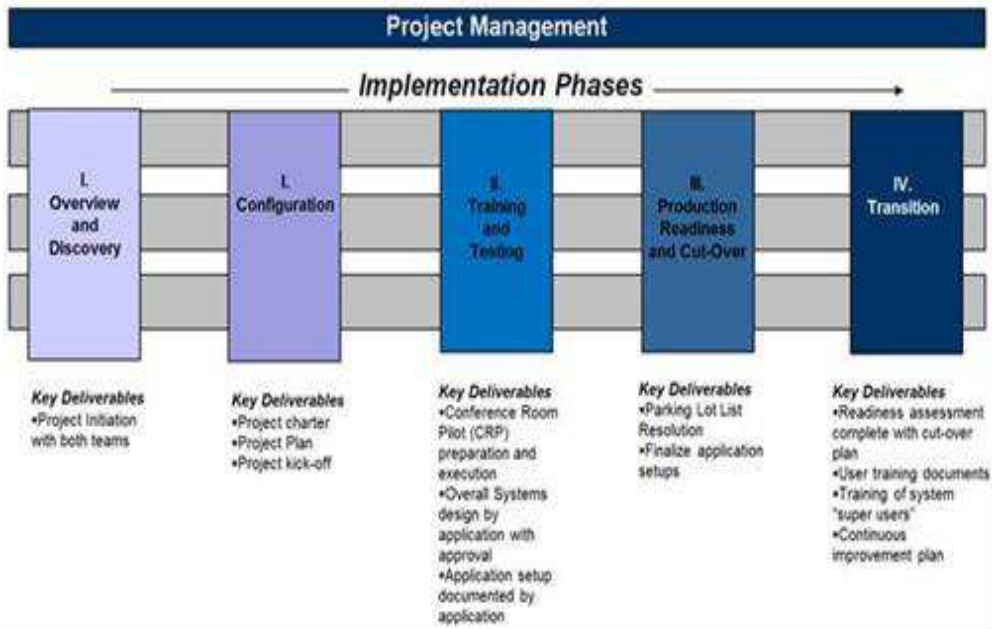 Project Management
Implementation Phases
I.
Overview
and
Discovery
I.
Configuration
II.
Training
and
Testing
III.
Production
Readiness
and Cut-Over
IV.
Transition
Key Deliverables
•Project Initiation
with both teams
Key Deliverables
•Project charter
•Project Plan
•Project kick-off
Key Deliverables
•Conference Room
Pilot (CRP)
preparation and
execution
•Overall Systems
design by
application with
approval
•Application setup
documented by
application
Key Deliverables
•Parking Lot List
Resolution
•Finalize application
setups
Key Deliverables
•Readiness assessment
complete with cut-over
plan
•User training documents
•Training of system
"super users"
•Continuous
improvement plan